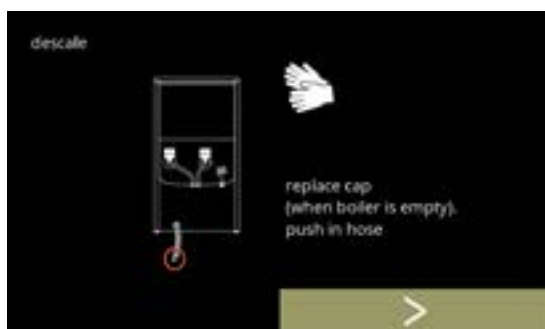 descale
replace cap
(when boiler is empty).
push in hose